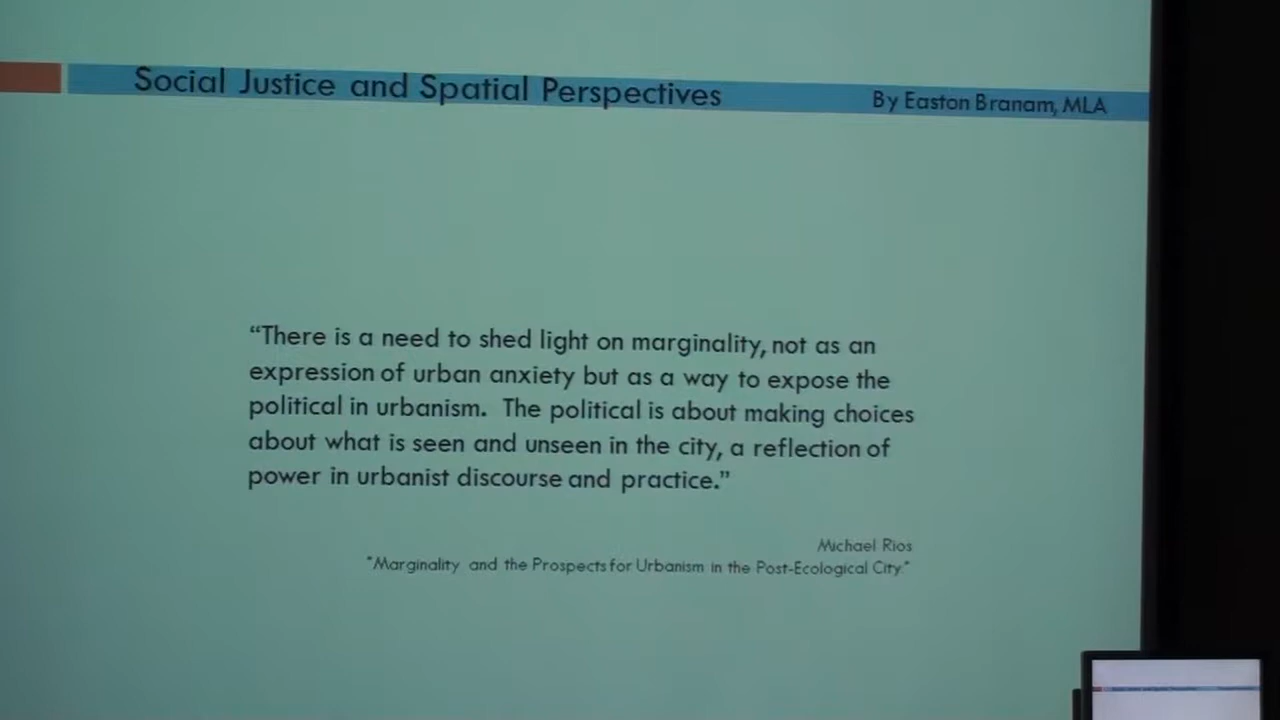 Social Justice and Spatial Perspectives By Easton Branam, MLA
“There is a need to shed light on marginality, not as an
expression of urban anxiety but as a way to expose the
political in urbanism. The political is about making choices
about what is seen and unseen in the city, a reflection of
power in urbanist discourse and practice.”
Michael Rios
"Marginality and the Prospects for Urbanism in the Post-Ecological City."